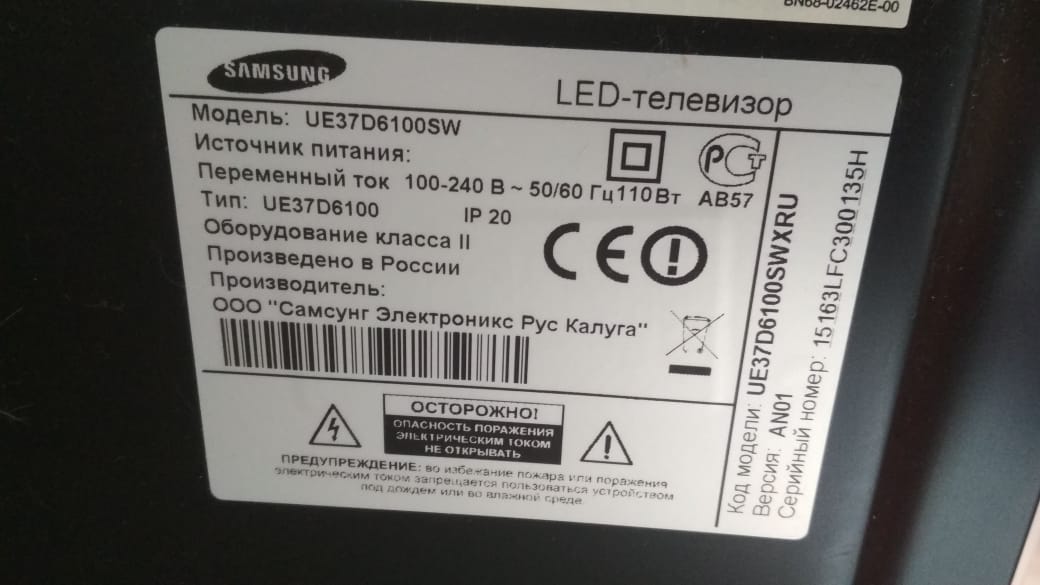 BN68-02462E-00
SAMSUNG
LED-телевизор
Модель: UE37D6100SW
Источник питания:
Переменный ток 100-240 В ~ 50/60 Гц 110 Вт
АВ57
Тип: UE37D6100 IP 20
Оборудование класса II
Произведено в России
Производитель:
ООО "Самсунг Электроникс Рус Калуга"
ОСТОРОЖНО!
ОПАСНОСТЬ ПОРАЖЕНИЯ
ЭЛЕКТРИЧЕСКИМ ТОКОМ
НЕ ОТКРЫВАТЬ
ПРЕДУПРЕЖДЕНИЕ: во избежание пожара или поражения
электрическим током запрещается пользоваться устройством
под дождем или во влажной среде.
Код модели: UE37D6100SWXRU
Версия: AN01
Серийный номер: 15163LFC300135H